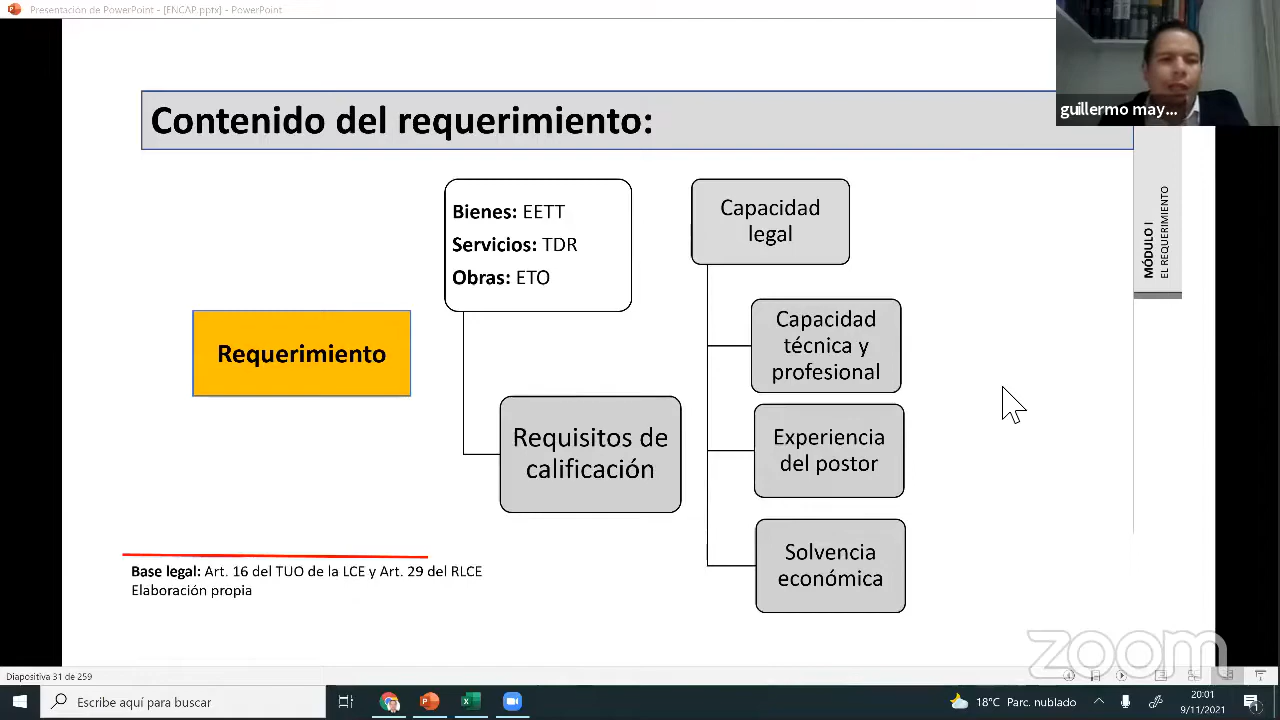 Presentación de PowerPoint - [ENCAP.pptx] - PowerPoint
guillermo may...
Contenido del requerimiento:
MÓDULO I
EL REQUERIMIENTO
Bienes: EETT
Servicios: TDR
Obras: ETO
Capacidad
legal
Requerimiento
Capacidad
técnica y
profesional
Requisitos de
calificación
Experiencia
del postor
Solvencia
económica
Base legal: Art. 16 del TUO de la LCE y Art. 29 del RLCE
Elaboración propia
zoom
Diapositiva 31 de 259
Escribe aquí para buscar
18°C Parc. nublado
20:01
9/11/2021